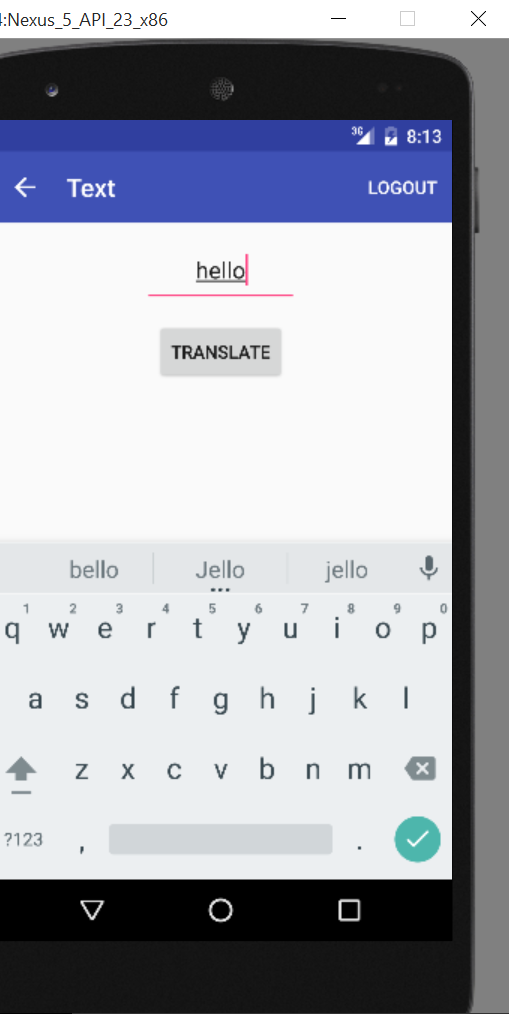 4:Nexus_5_API_23_x86
3G 8:13
Text LOGOUT
hello
TRANSLATE
bello Jello jello
1 2 3 4 5 6 7 8 9 0
q w e r t y u i o p
a s d f g h j k l
z x c v b n m
?123 , .